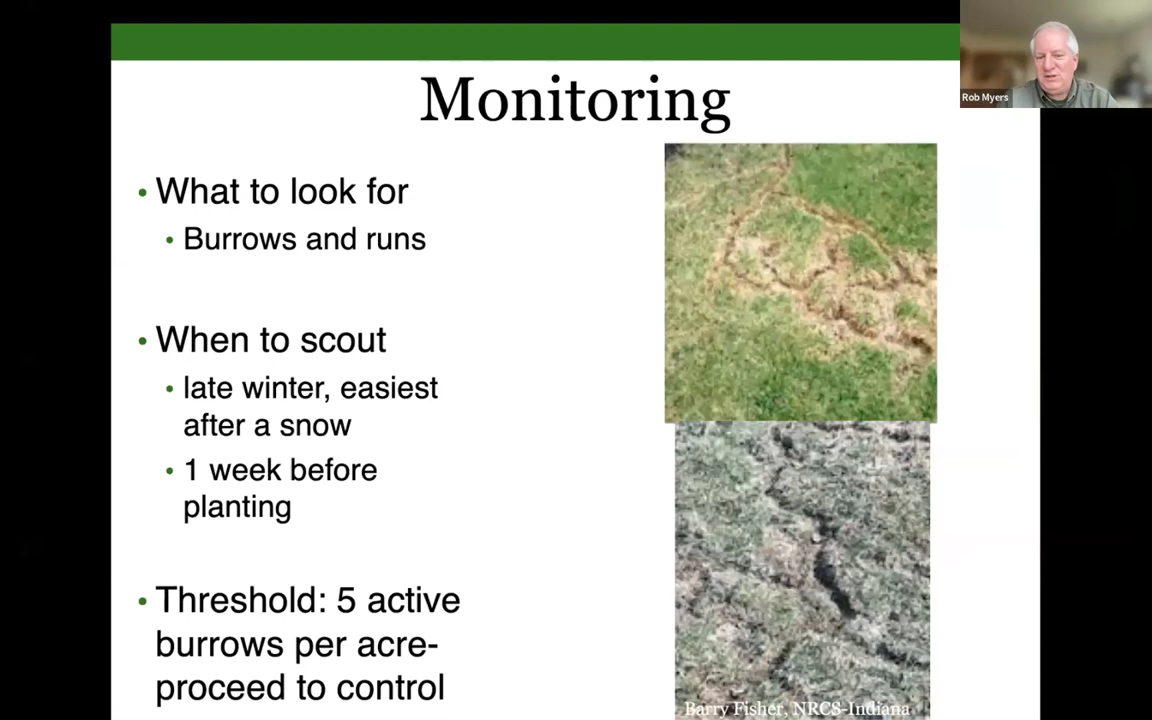 Monitoring
• What to look for
• Burrows and runs
• When to scout
• late winter, easiest
after a snow
• 1 week before
planting
• Threshold: 5 active
burrows per acre-
proceed to control
Barry Fisher, NRCS-Indiana
Rob Myers